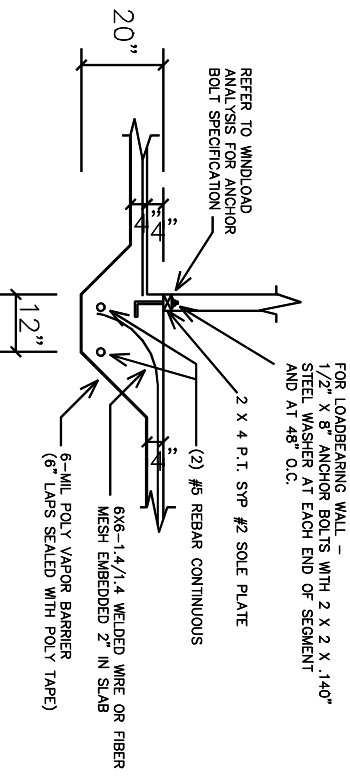 FOR LOADBEARING WALL –
1/2" X 8" ANCHOR BOLTS WITH 2 X 2 X .140"
STEEL WASHER AT EACH END OF SEGMENT
AND AT 48" O.C.
REFER TO WINDLOAD
ANALYSIS FOR ANCHOR
BOLT SPECIFICATION
2 X 4 P.T. SYP #2 SOLE PLATE
(2) #5 REBAR CONTINUOUS
6X6-1.4/1.4 WELDED WIRE OR FIBER
MESH EMBEDDED 2" IN SLAB
6-MIL POLY VAPOR BARRIER
(6" LAPS SEALED WITH POLY TAPE)
20"
4"
4"
4"
12"